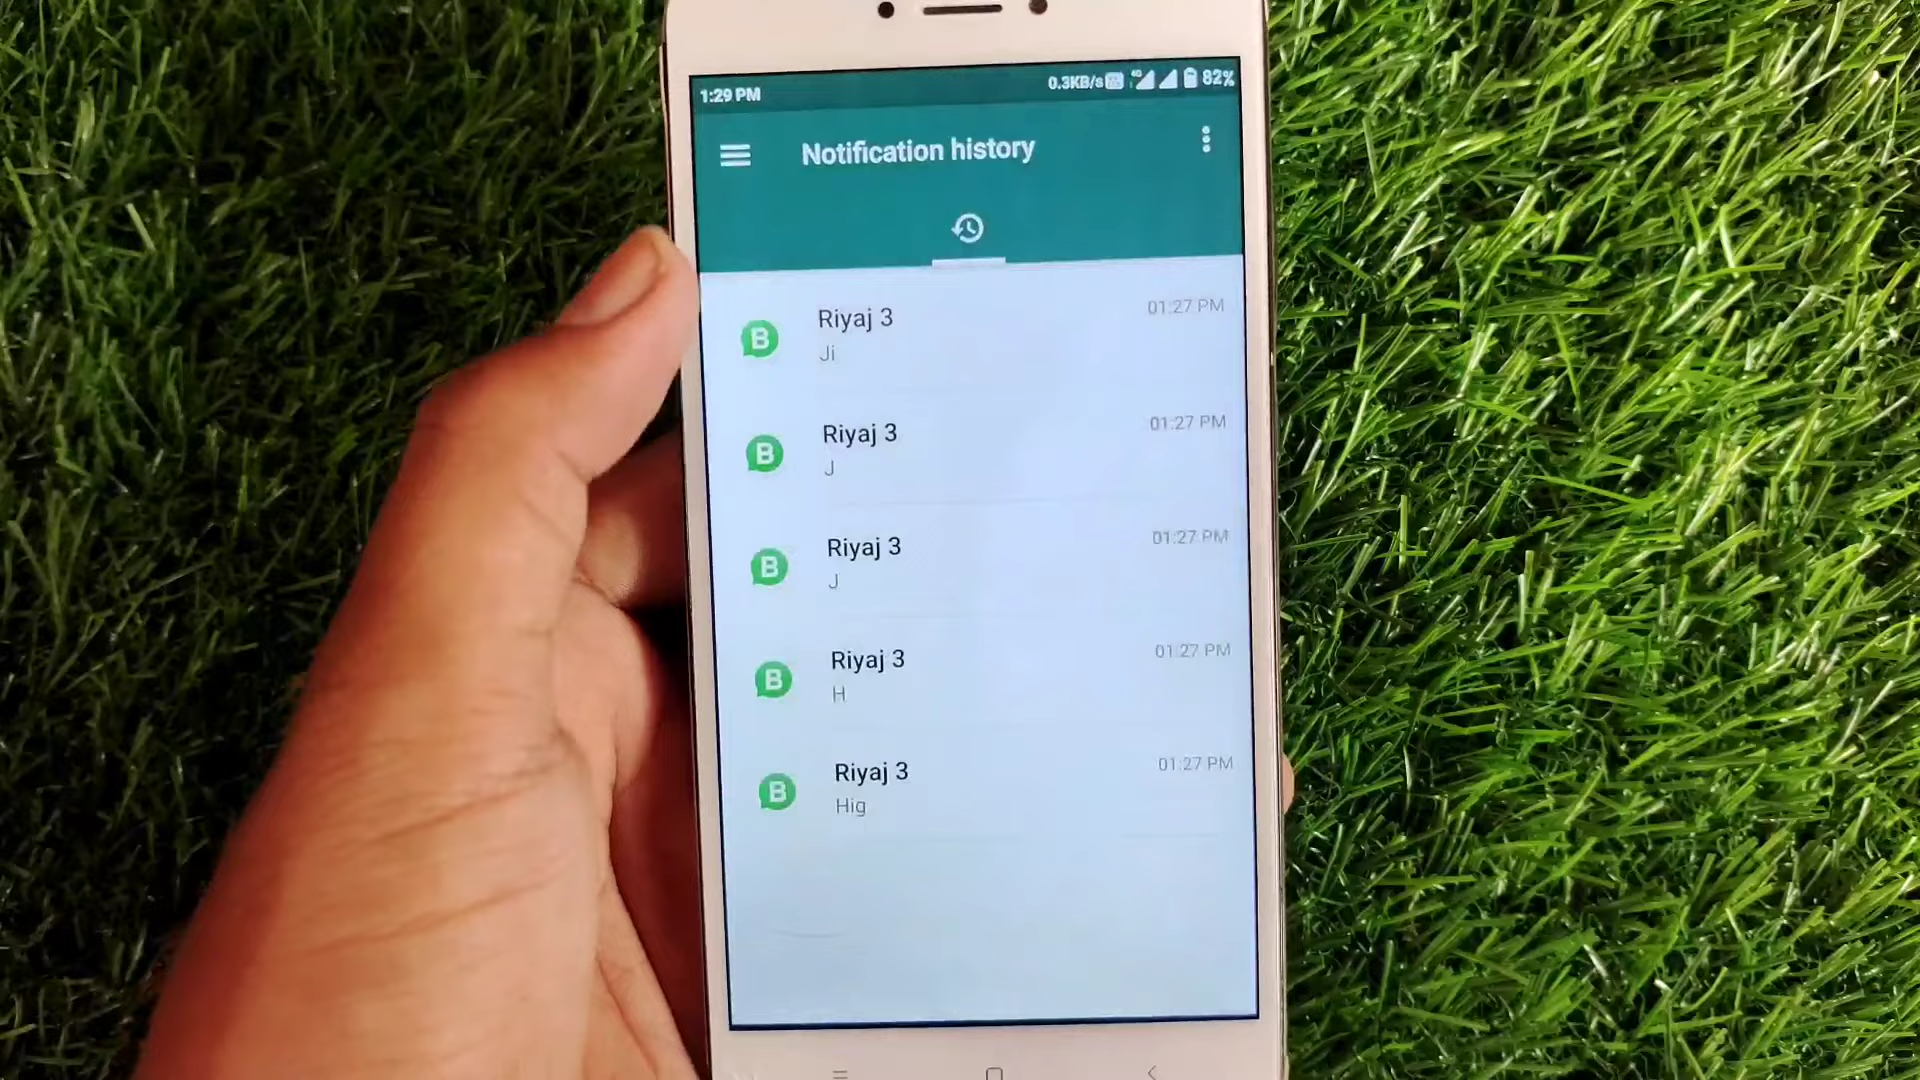 1:29 PM 0.3KB/s 4G 82%
Notification history
B Riyaj 3 01:27 PM
Ji
B Riyaj 3 01:27 PM
J
B Riyaj 3 01:27 PM
J
B Riyaj 3 01:27 PM
H
B Riyaj 3 01:27 PM
Hig